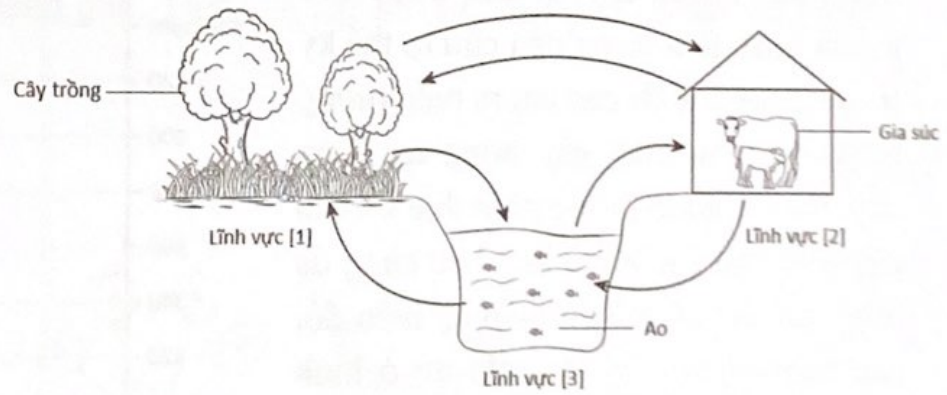 Cây trồng
Gia súc
Lĩnh vực [1]
Lĩnh vực [2]
Ao
Lĩnh vực [3]